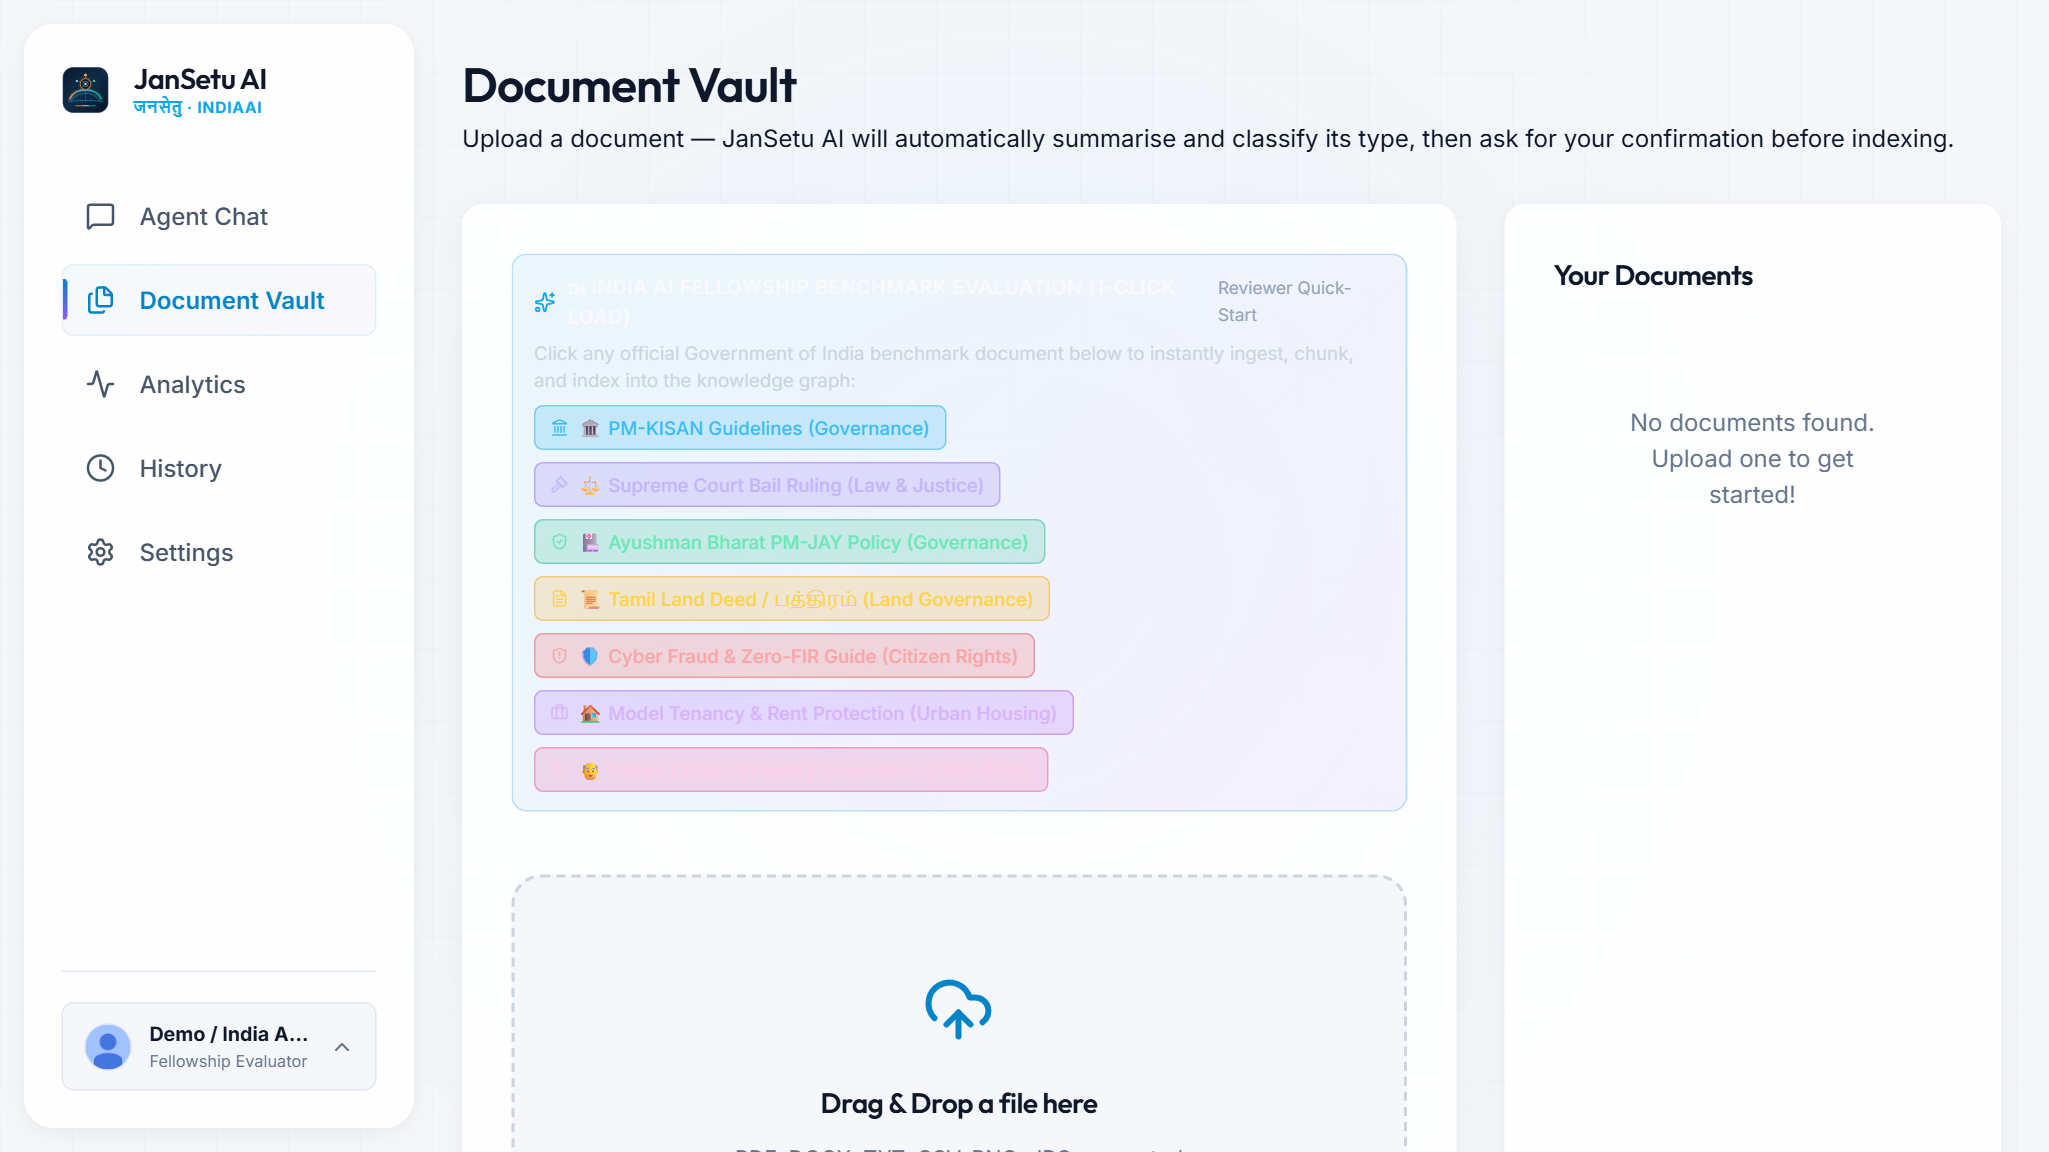 JanSetu AI
जनसेतु · INDIAAI
Agent Chat
Document Vault
Analytics
History
Settings
Demo / India A...
Fellowship Evaluator
Document Vault
Upload a document — JanSetu AI will automatically summarise and classify its type, then ask for your confirmation before indexing.
IN INDIA AI FELLOWSHIP BENCHMARK EVALUATION (1-CLICK
LOAD)
Reviewer Quick-
Start
Click any official Government of India benchmark document below to instantly ingest, chunk,
and index into the knowledge graph:
PM-KISAN Guidelines (Governance)
Supreme Court Bail Ruling (Law & Justice)
Ayushman Bharat PM-JAY Policy (Governance)
Tamil Land Deed / பத்திரம் (Land Governance)
Cyber Fraud & Zero-FIR Guide (Citizen Rights)
Model Tenancy & Rent Protection (Urban Housing)
Drag & Drop a file here
Your Documents
No documents found.
Upload one to get
started!